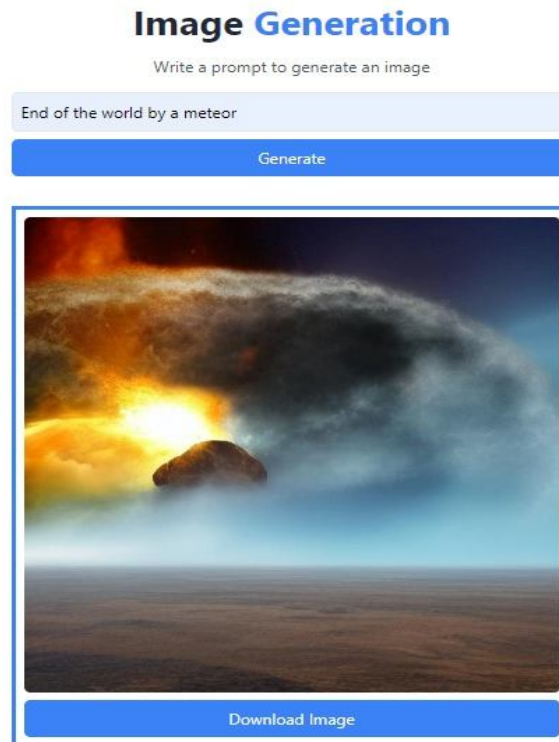 Image Generation
Write a prompt to generate an image
End of the world by a meteor
Generate
Download Image